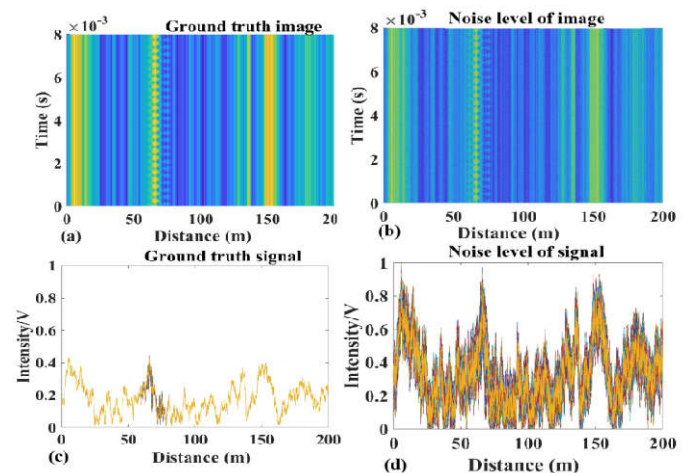 Ground truth image
× 10⁻³
8
6
4
2
0
Time (s)
0 50 100 150 200
Distance (m)
(a)
Noise level of image
× 10⁻³
8
6
4
2
0
Time (s)
0 50 100 150 200
Distance (m)
(b)
Ground truth signal
1
0.8
0.6
0.4
0.2
0
Intensity/V
0 50 100 150 200
Distance (m)
(c)
Noise level of signal
1
0.8
0.6
0.4
0.2
0
Intensity/V
0 50 100 150 200
Distance (m)
(d)